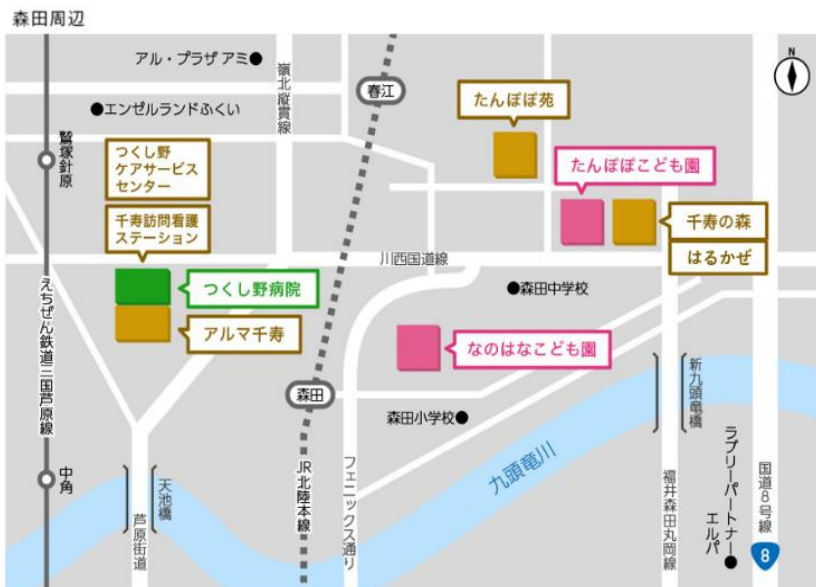 森田周辺
アル・プラザ アミ
エンゼルランドふくい
嶺北縦貫線
春江
N
たんぽぽ苑
鷲塚針原
つくし野
ケアサービス
センター
たんぽぽこども園
千寿訪問看護
ステーション
千寿の森
はるかぜ
川西国道線
つくし野病院
森田中学校
えちぜん鉄道三国芦原線
アルマ千寿
なのはなこども園
新九頭竜橋
森田
森田小学校
九頭竜川
ラブリーパートナー
エルパ
中角
天池橋
芦原街道
JR北陸本線
フェニックス通り
福井森田丸岡線
国道8号線
8